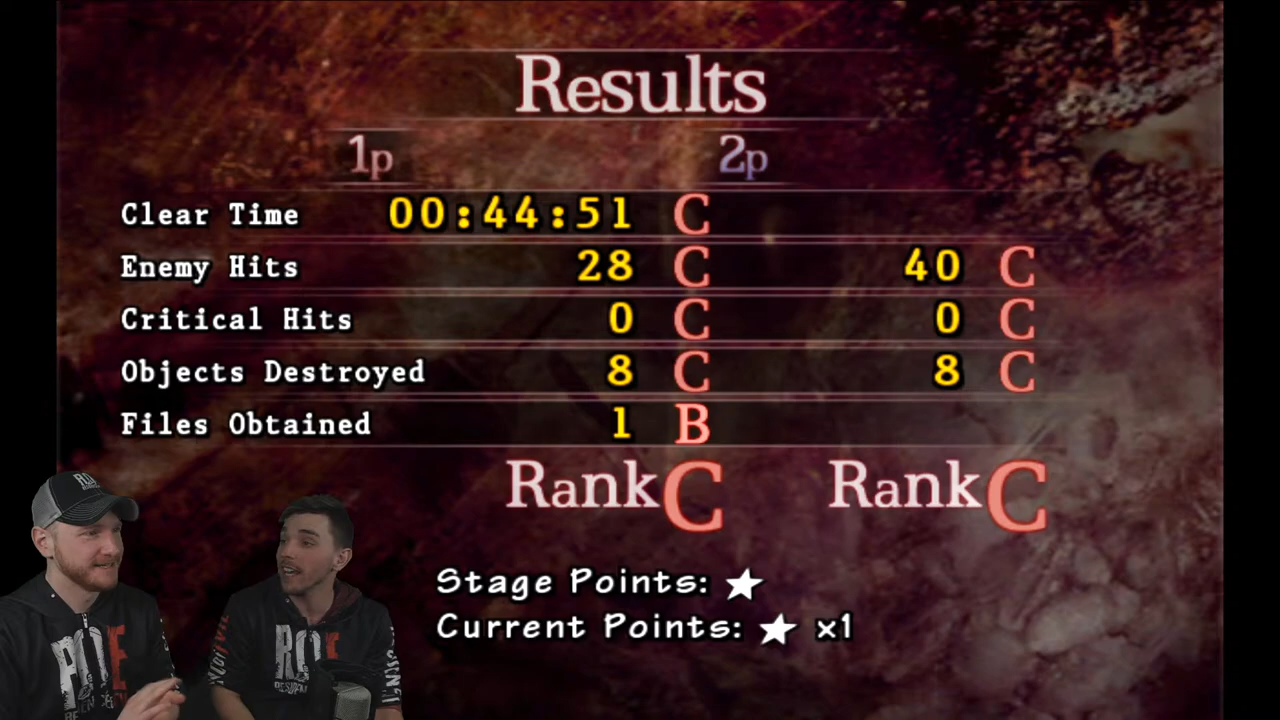 Results
1p 2p
Clear Time 00:44:51 C
Enemy Hits 28 C 40 C
Critical Hits 0 C 0 C
Objects Destroyed 8 C 8 C
Files Obtained 1 B
Rank C Rank C
Stage Points: ★
Current Points: ★ x1